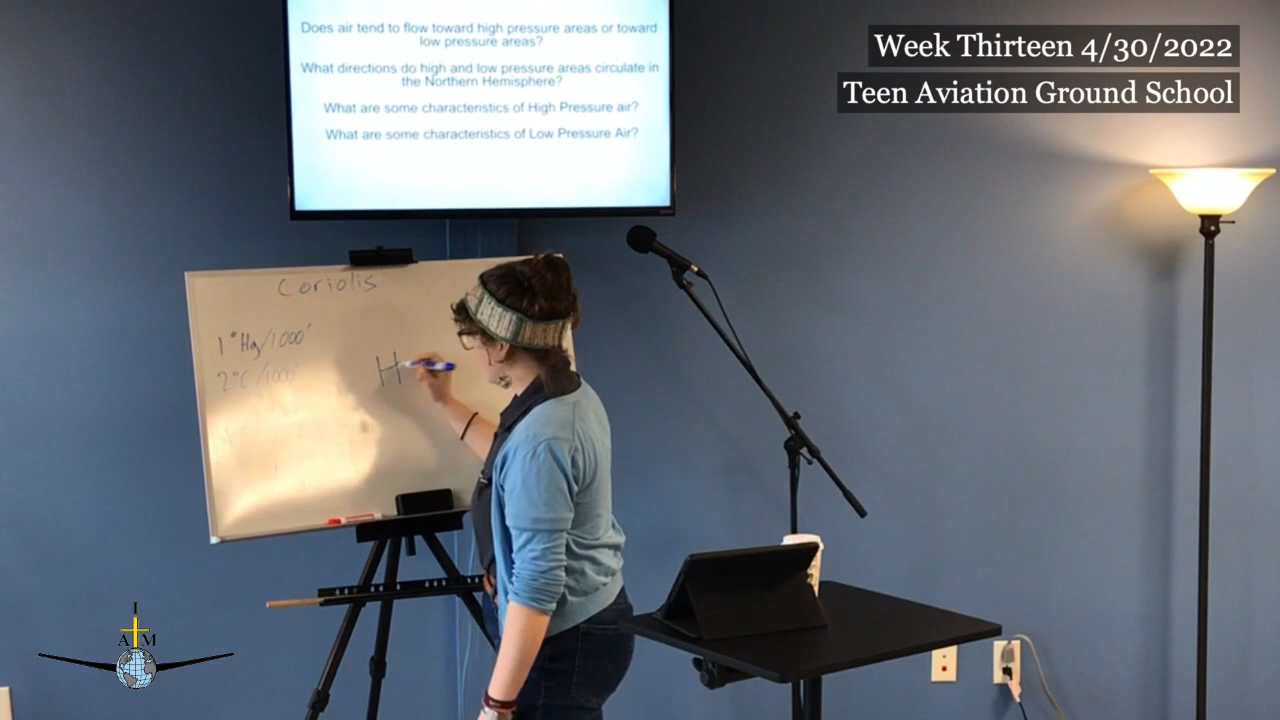 Does air tend to flow toward high pressure areas or toward
low pressure areas?
What directions do high and low pressure areas circulate in
the Northern Hemisphere?
What are some characteristics of High Pressure air?
What are some characteristics of Low Pressure Air?
Week Thirteen 4/30/2022
Teen Aviation Ground School
Coriolis
1"Hg/1000'
2°C/1000'
H
A M